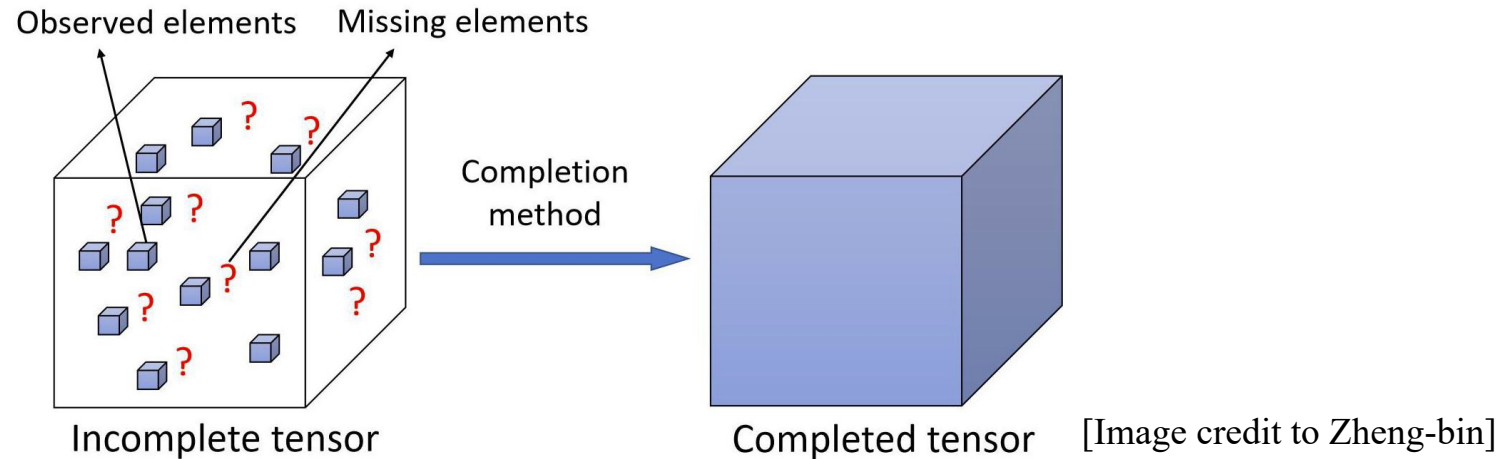 Observed elements
Missing elements
?
?
?
?
?
?
?
?
?
?
Completion
method
Incomplete tensor
Completed tensor
[Image credit to Zheng-bin]